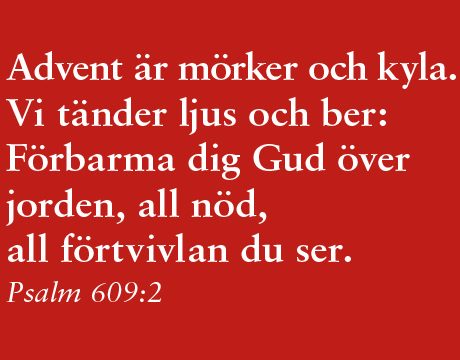 Advent är mörker och kyla.
Vi tänder ljus och ber:
Förbarma dig Gud över
jorden, all nöd,
all förtvivlan du ser.
Psalm 609:2